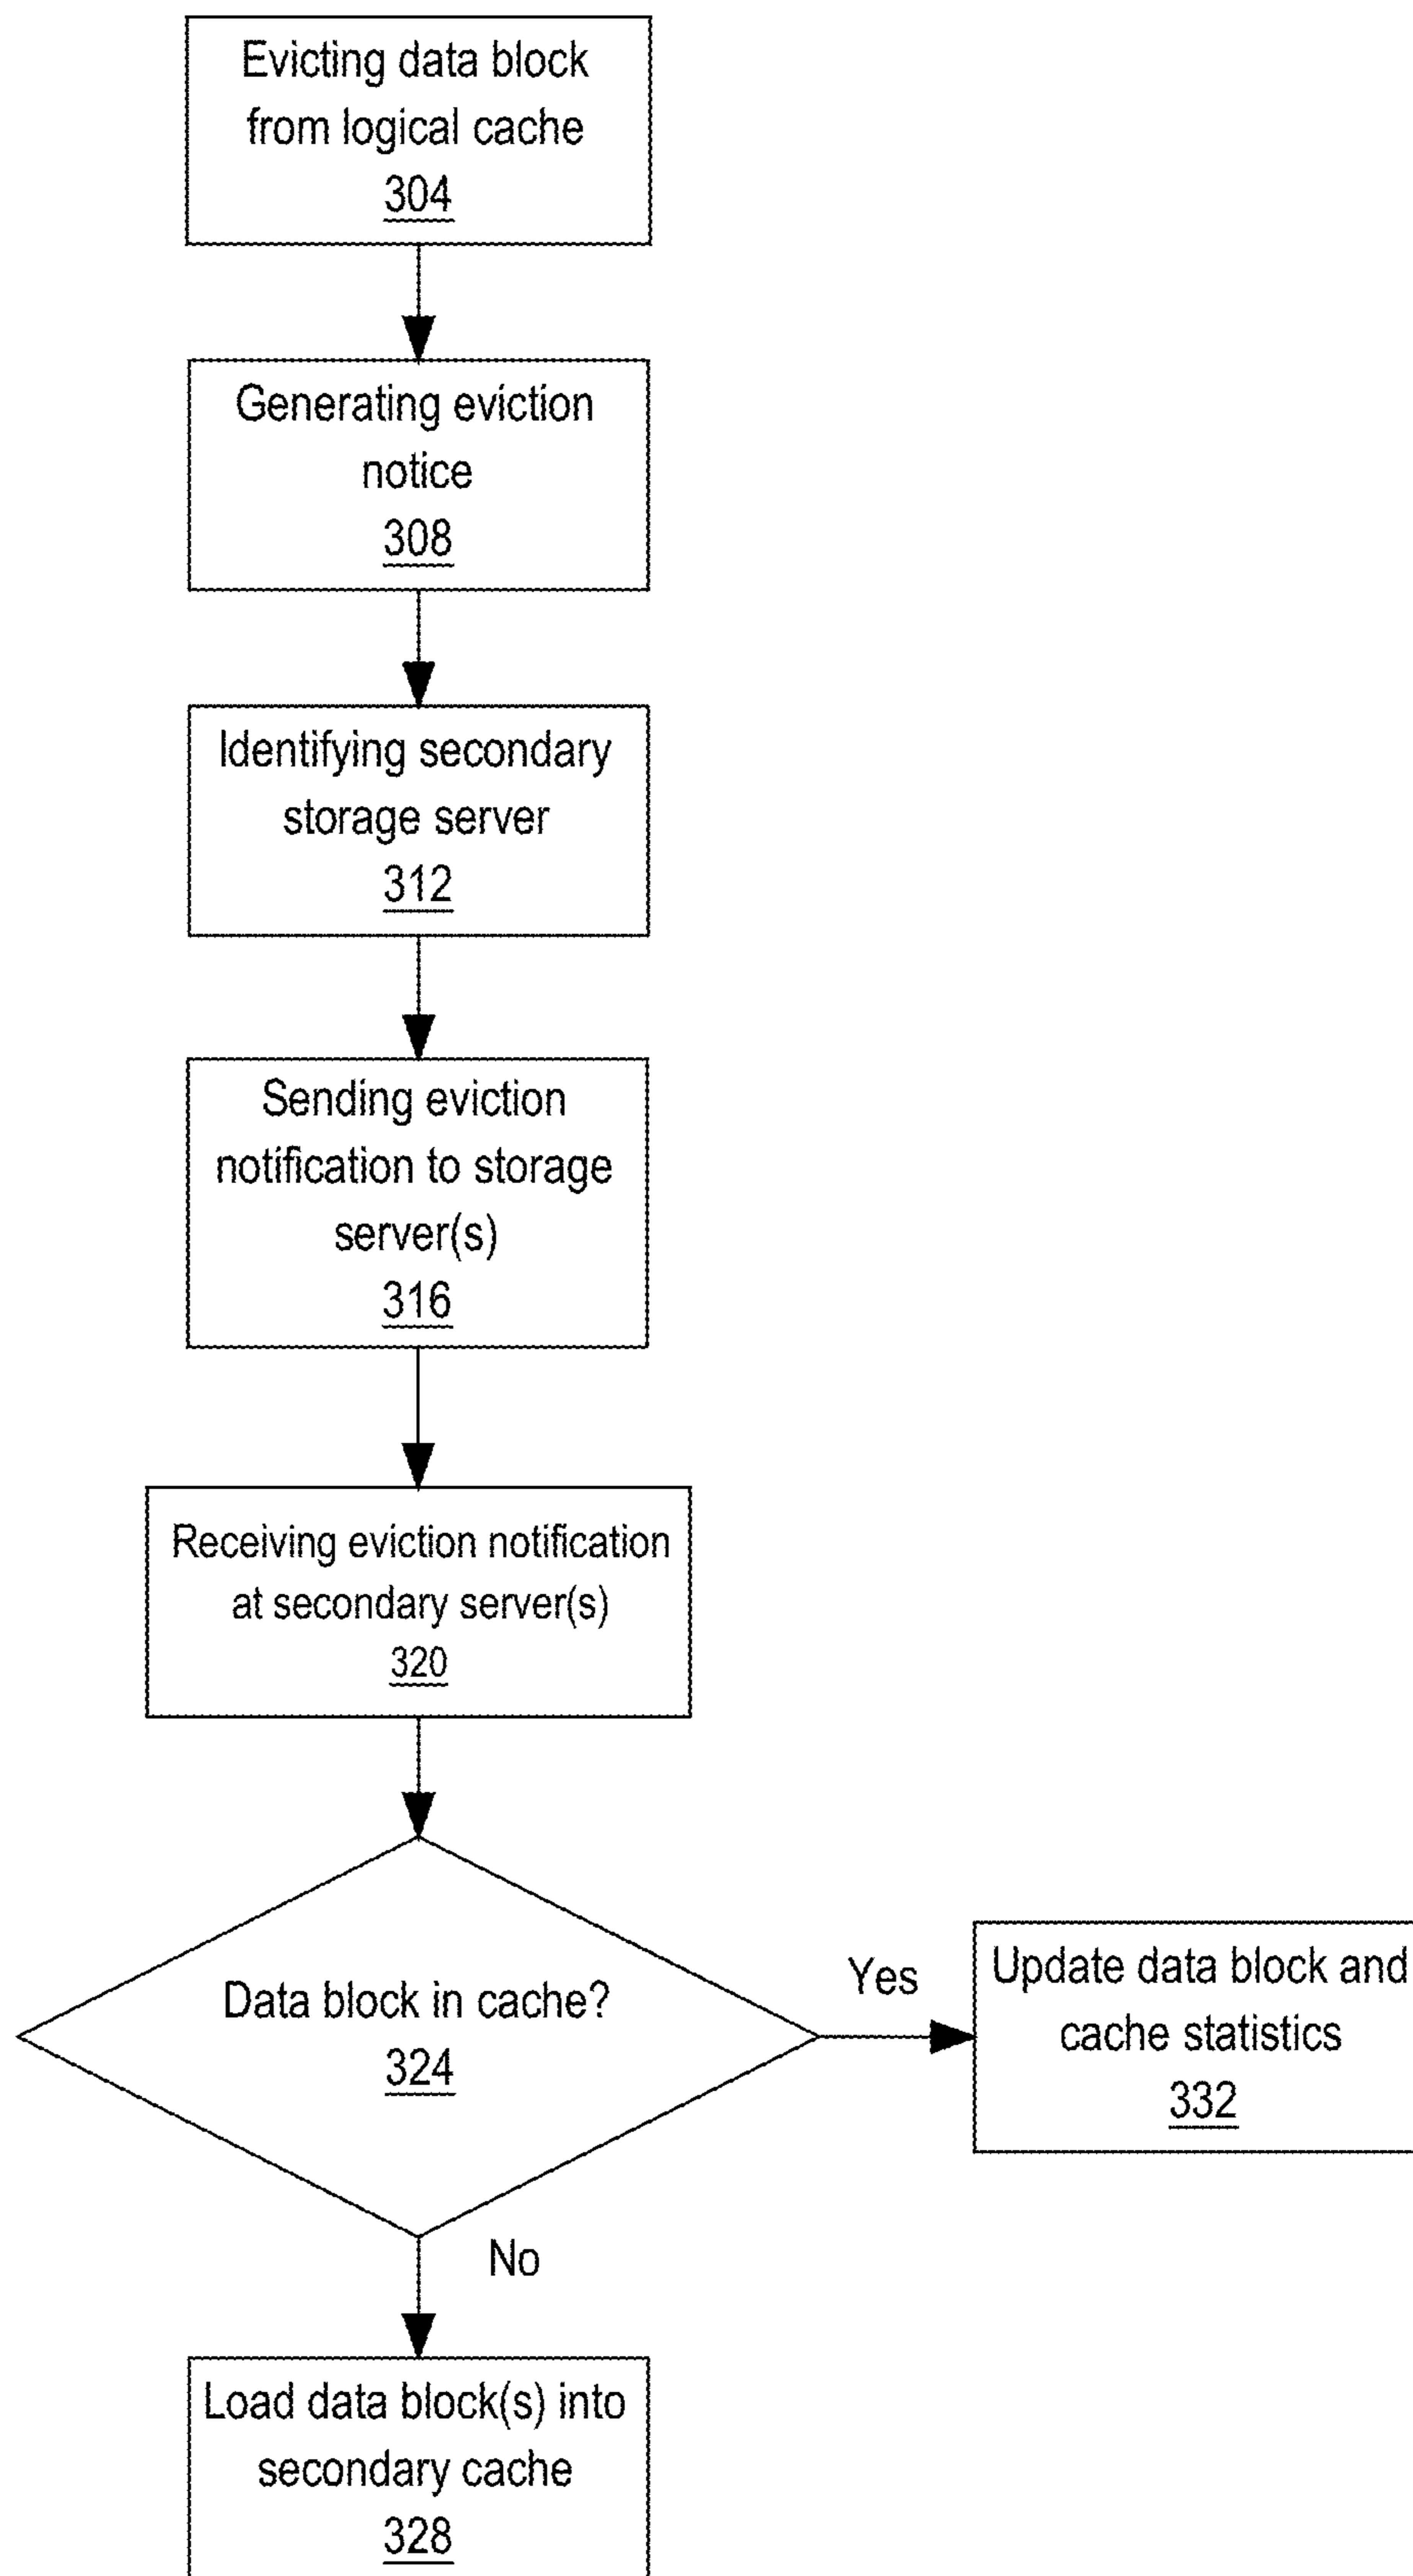 Evicting data block
from logical cache
304
Generating eviction
notice
308
Identifying secondary
storage server
312
Sending eviction
notification to storage
server(s)
316
Receiving eviction notification
at secondary server(s)
320
Data block in cache?
324
Yes
Update data block and
cache statistics
332
No
Load data block(s) into
secondary cache
328